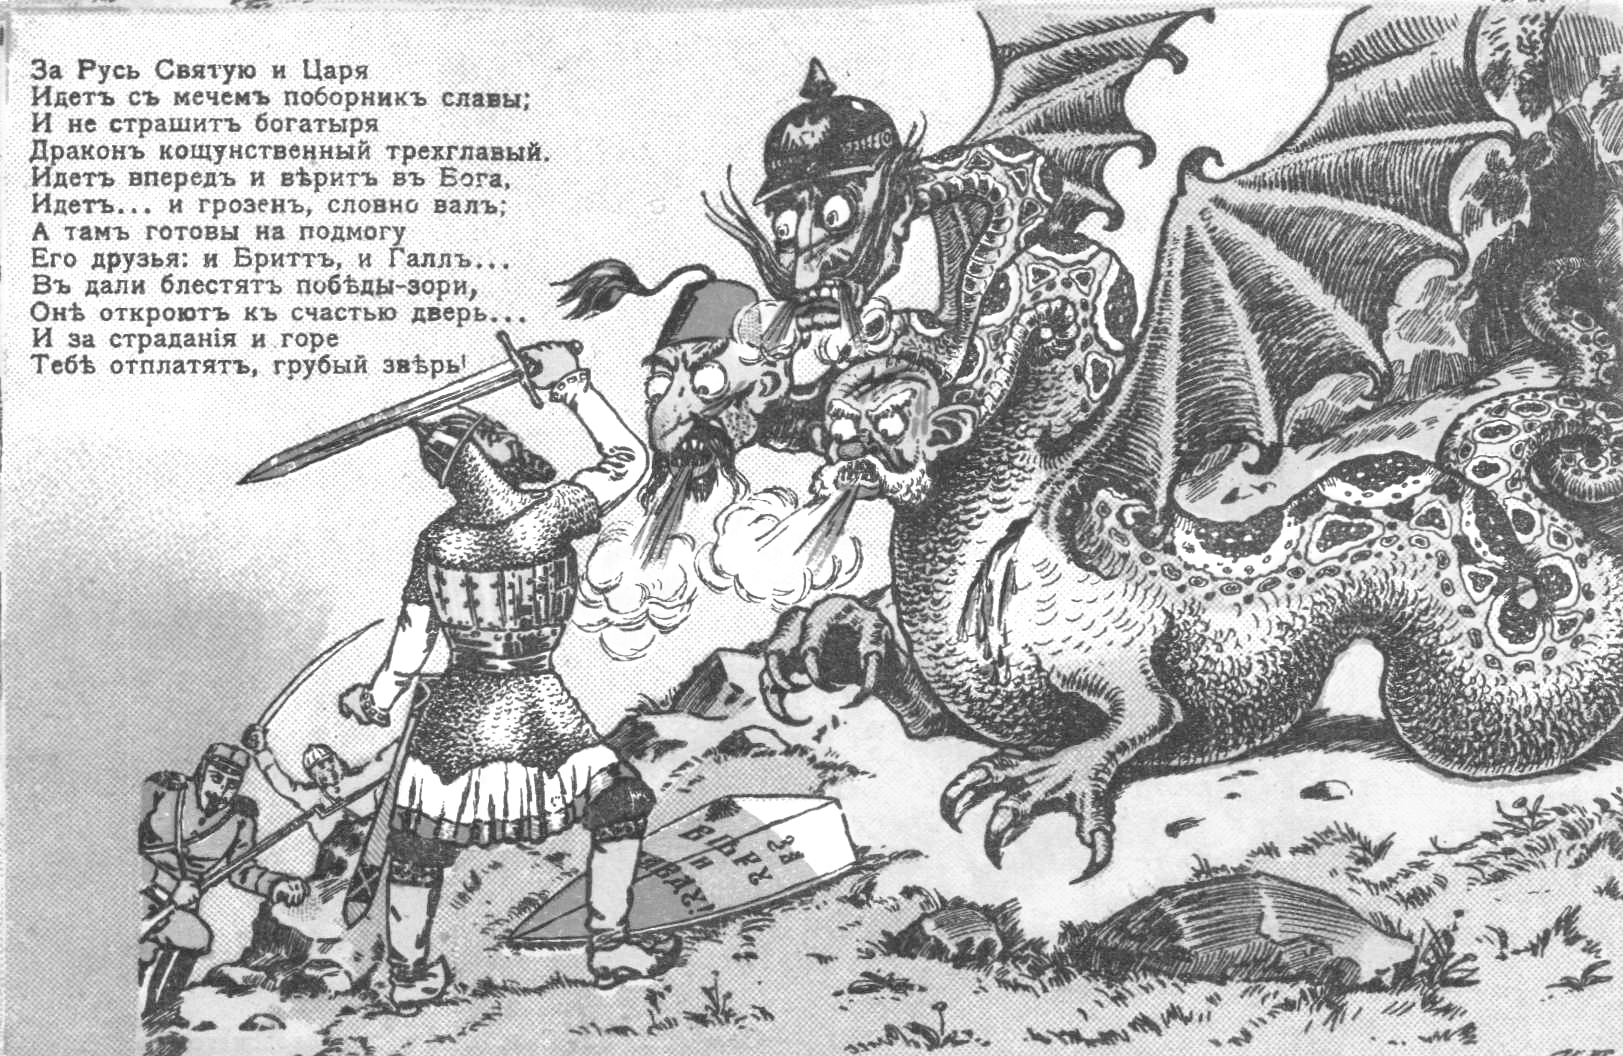 За Русь Святую и Царя
Идетъ съ мечемъ поборникъ славы;
И не страшитъ богатыря
Драконъ кощунственный трехглавый.
Идетъ впередъ и вѣритъ въ Бога,
Идетъ... и грозенъ, словно валъ;
А тамъ готовы на подмогу
Его друзья: и Бриттъ, и Галлъ...
Въ дали блестятъ побѣды-зори,
Онѣ откроютъ къ счастью дверь...
И за страданія и горе
Тебѣ отплатятъ, грубый звѣрь!
За
ВѢРУ
и